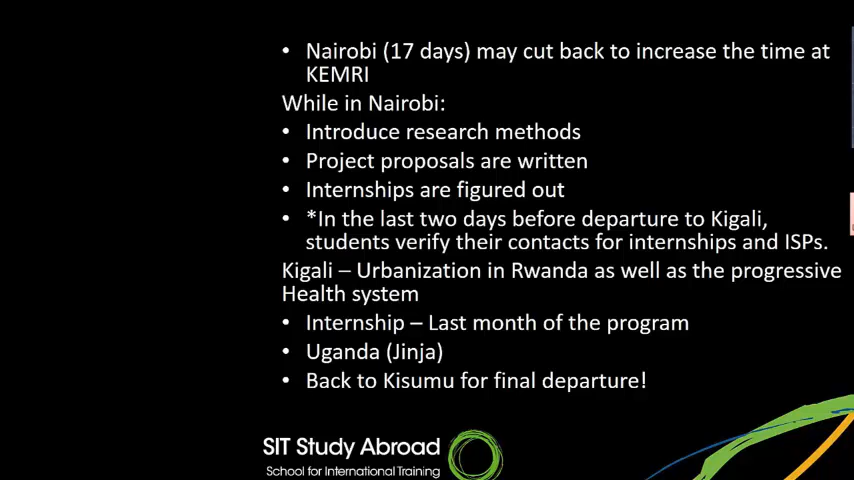 • Nairobi (17 days) may cut back to increase the time at
KEMRI
While in Nairobi:
• Introduce research methods
• Project proposals are written
• Internships are figured out
• *In the last two days before departure to Kigali,
students verify their contacts for internships and ISPs.
Kigali – Urbanization in Rwanda as well as the progressive
Health system
• Internship – Last month of the program
• Uganda (Jinja)
• Back to Kisumu for final departure!
SIT Study Abroad
School for International Training